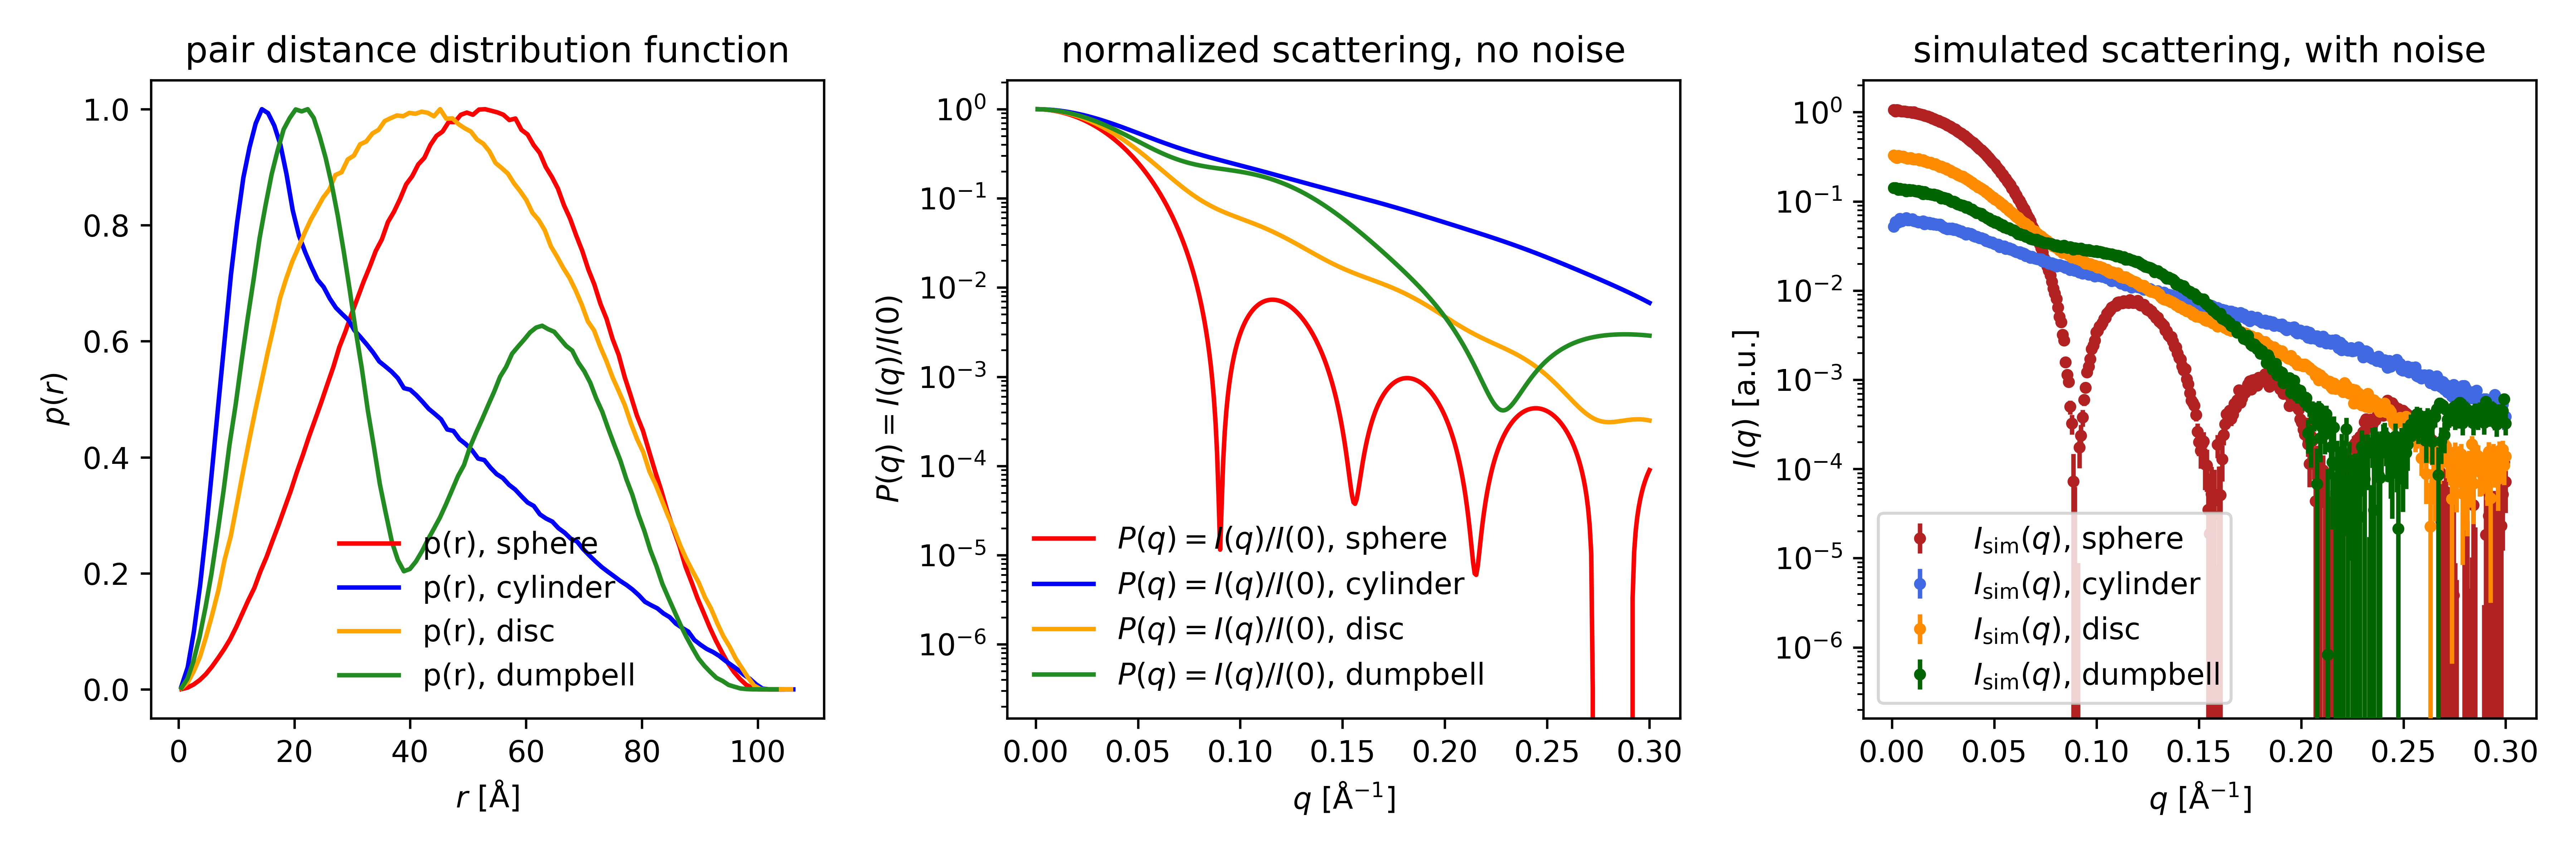 pair distance distribution function
1.0
0.8
0.6
0.4
0.2
0.0
p(r)
p(r), sphere
p(r), cylinder
p(r), disc
p(r), dumpbell
0 20 40 60 80 100
r [Å]
normalized scattering, no noise
10⁰
10⁻¹
10⁻²
10⁻³
10⁻⁴
10⁻⁵
10⁻⁶
P(q) = I(q)/I(0)
P(q) = I(q)/I(0), sphere
P(q) = I(q)/I(0), cylinder
P(q) = I(q)/I(0), disc
P(q) = I(q)/I(0), dumpbell
0.00 0.05 0.10 0.15 0.20 0.25 0.30
q [Å⁻¹]
simulated scattering, with noise
10⁰
10⁻¹
10⁻²
10⁻³
10⁻⁴
10⁻⁵
10⁻⁶
I(q) [a.u.]
I_sim(q), sphere
I_sim(q), cylinder
I_sim(q), disc
I_sim(q), dumpbell
0.00 0.05 0.10 0.15 0.20 0.25 0.30
q [Å⁻¹]